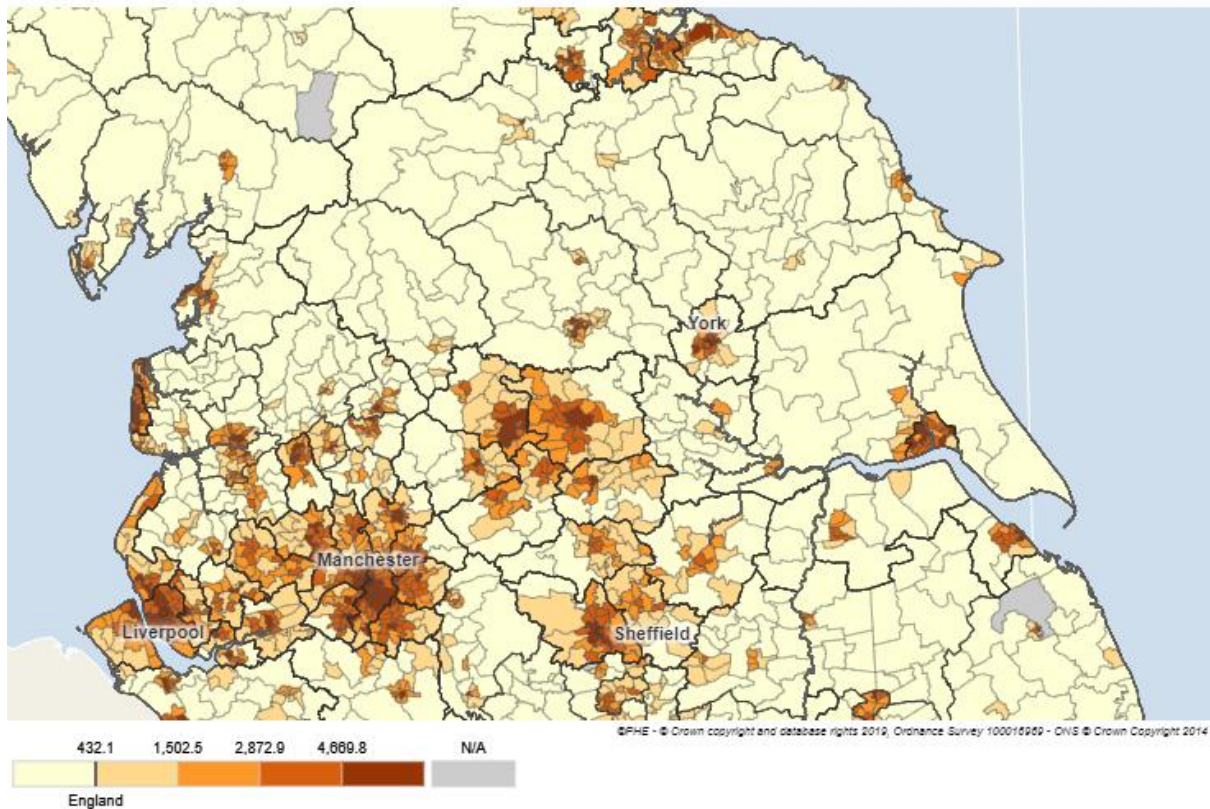 York
Manchester
Liverpool
Sheffield
©PHE - © Crown copyright and database rights 2019, Ordnance Survey 100016969 - ONS © Crown Copyright 2014
432.1 1,502.5 2,872.9 4,669.8 N/A
England